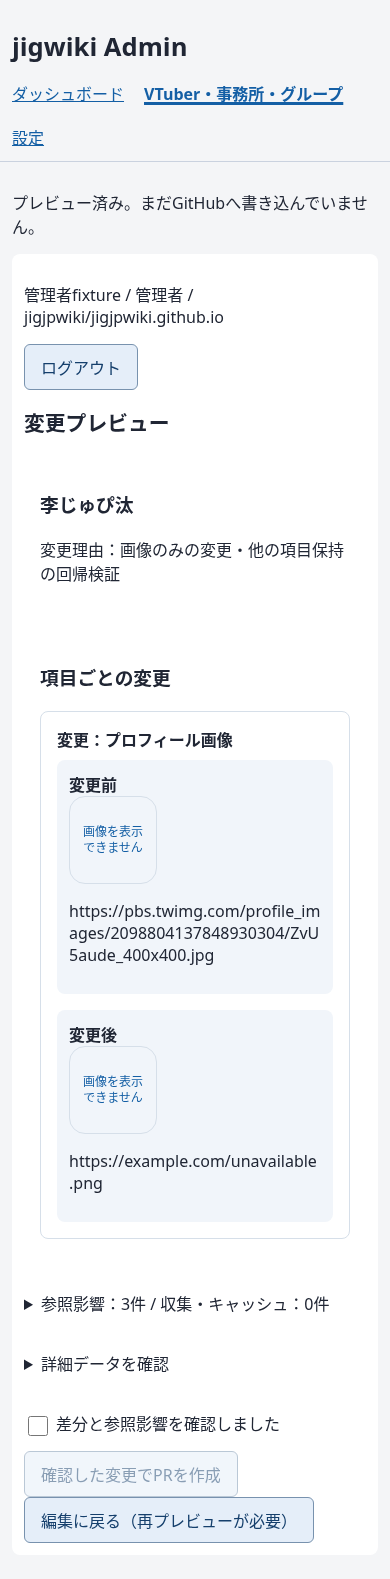 jigwiki Admin
ダッシュボード VTuber・事務所・グループ
設定
プレビュー済み。まだGitHubへ書き込んでいませ
ん。
管理者fixture / 管理者 /
jigjpwiki/jigjpwiki.github.io
ログアウト
変更プレビュー
李じゅぴ汰
変更理由：画像のみの変更・他の項目保持
の回帰検証
項目ごとの変更
変更：プロフィール画像
変更前
画像を表示
できません
https://pbs.twimg.com/profile_im
ages/2098804137848930304/ZvU
5aude_400x400.jpg
変更後
画像を表示
できません
https://example.com/unavailable
.png
▶ 参照影響：3件 / 収集・キャッシュ：0件
▶ 詳細データを確認
差分と参照影響を確認しました
確認した変更でPRを作成
編集に戻る（再プレビューが必要）